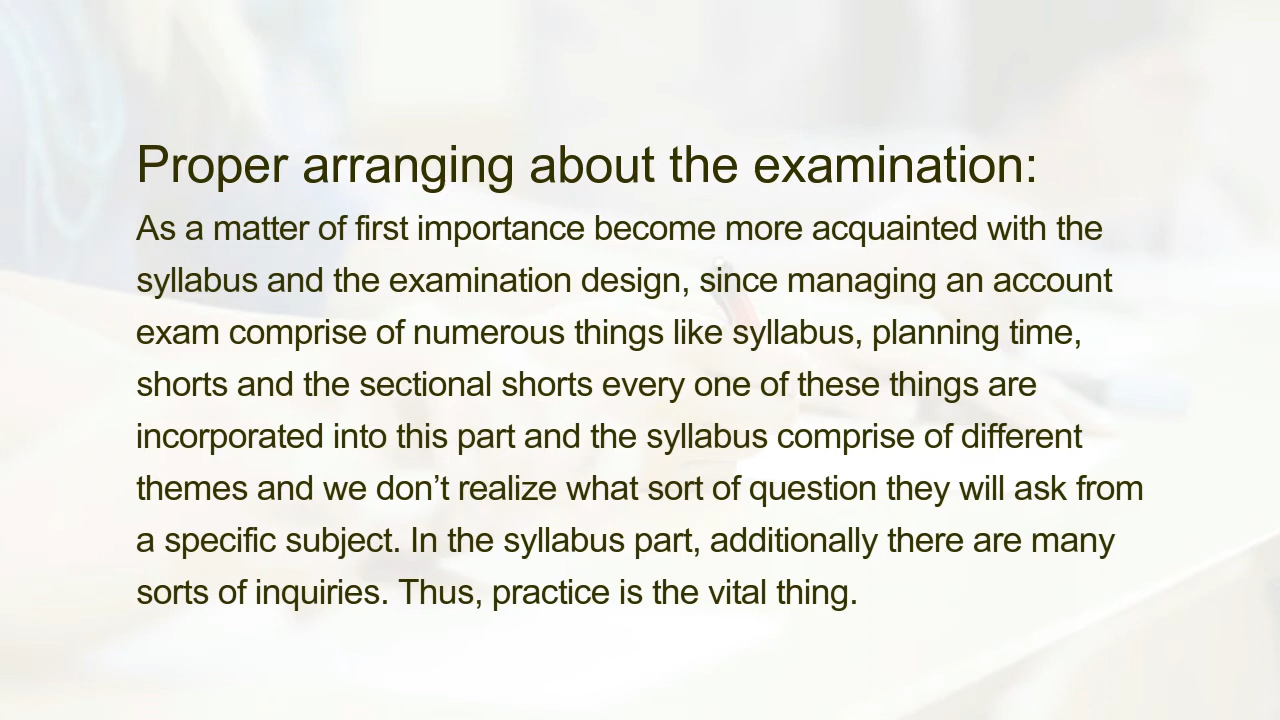 Proper arranging about the examination:
As a matter of first importance become more acquainted with the
syllabus and the examination design, since managing an account
exam comprise of numerous things like syllabus, planning time,
shorts and the sectional shorts every one of these things are
incorporated into this part and the syllabus comprise of different
themes and we don’t realize what sort of question they will ask from
a specific subject. In the syllabus part, additionally there are many
sorts of inquiries. Thus, practice is the vital thing.